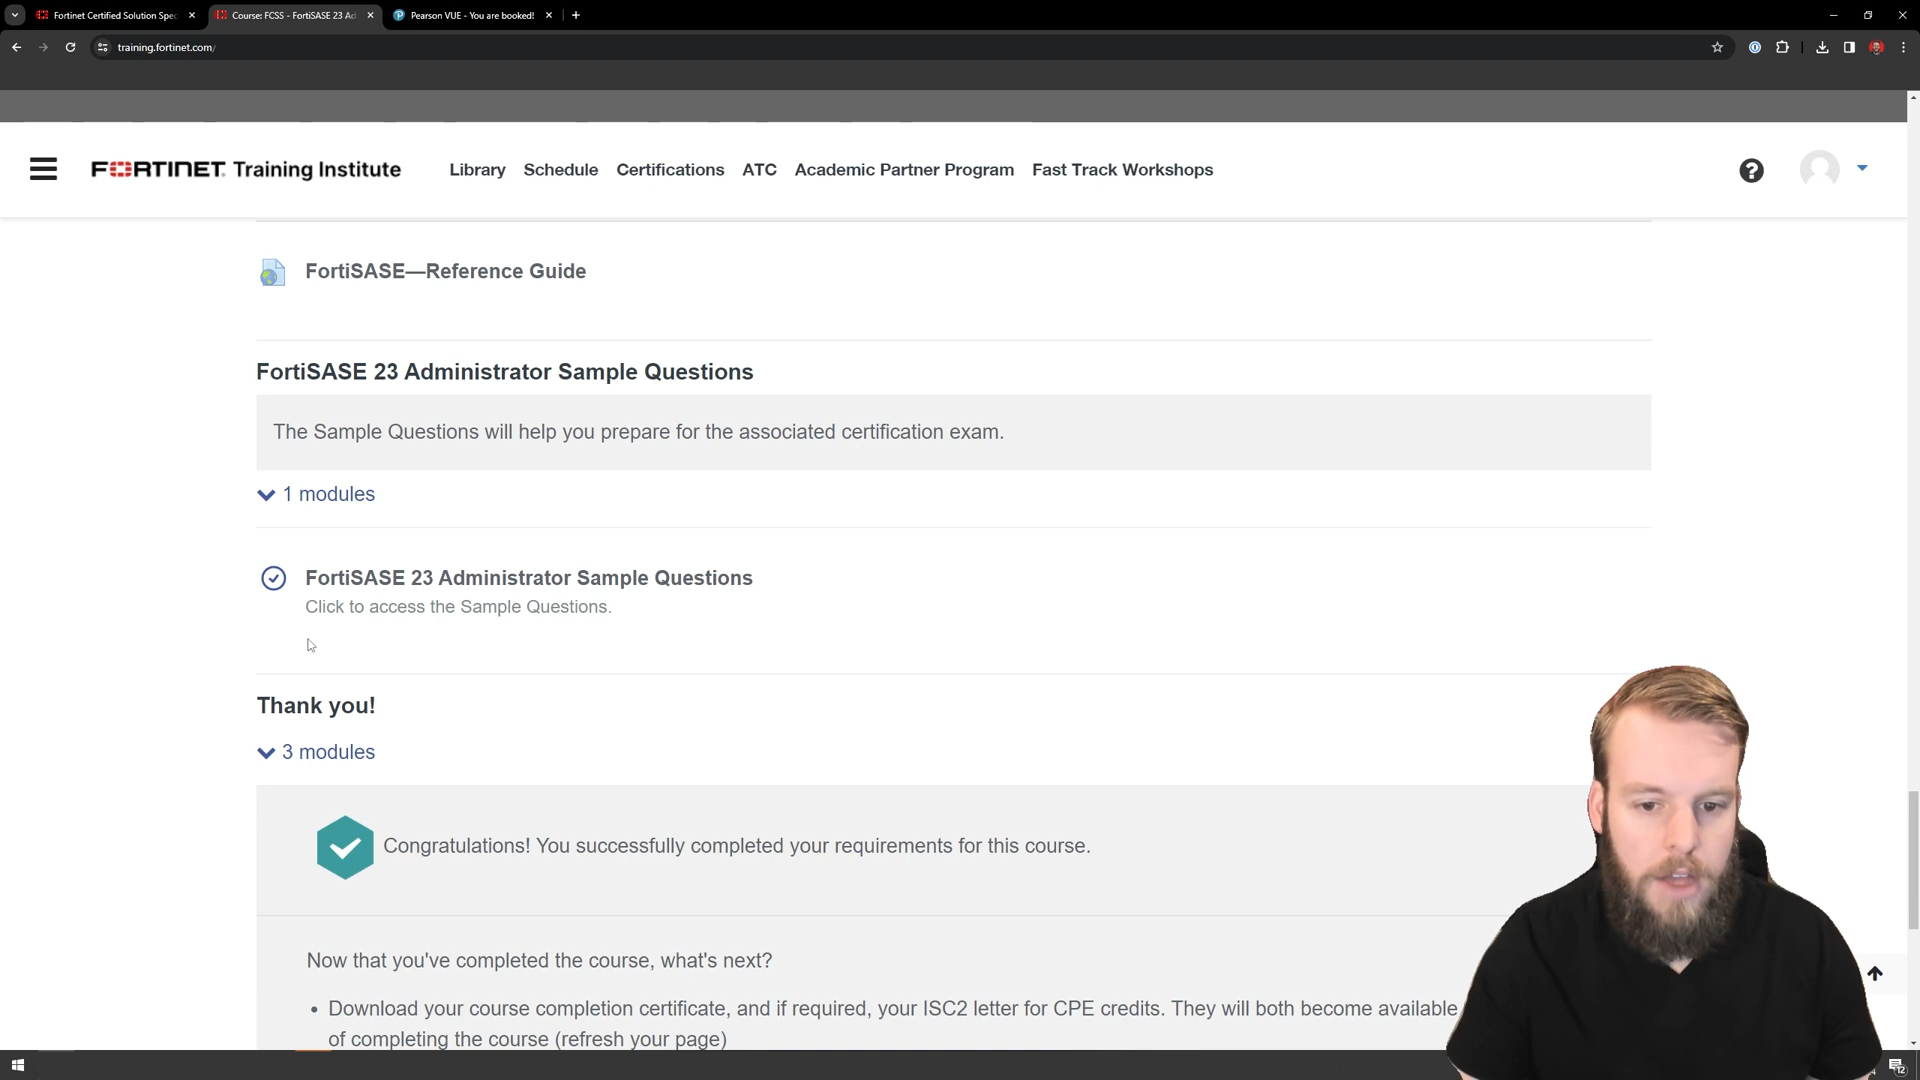 Fortinet Certified Solution Spec
Course: FCSS - FortiSASE 23 Ad
Pearson VUE - You are booked!
training.fortinet.com/
FORTINET Training Institute
Library
Schedule
Certifications
ATC
Academic Partner Program
Fast Track Workshops
FortiSASE—Reference Guide
FortiSASE 23 Administrator Sample Questions
The Sample Questions will help you prepare for the associated certification exam.
1 modules
FortiSASE 23 Administrator Sample Questions
Click to access the Sample Questions.
Thank you!
3 modules
Congratulations! You successfully completed your requirements for this course.
Now that you've completed the course, what's next?
• Download your course completion certificate, and if required, your ISC2 letter for CPE credits. They will both become available
of completing the course (refresh your page)
12